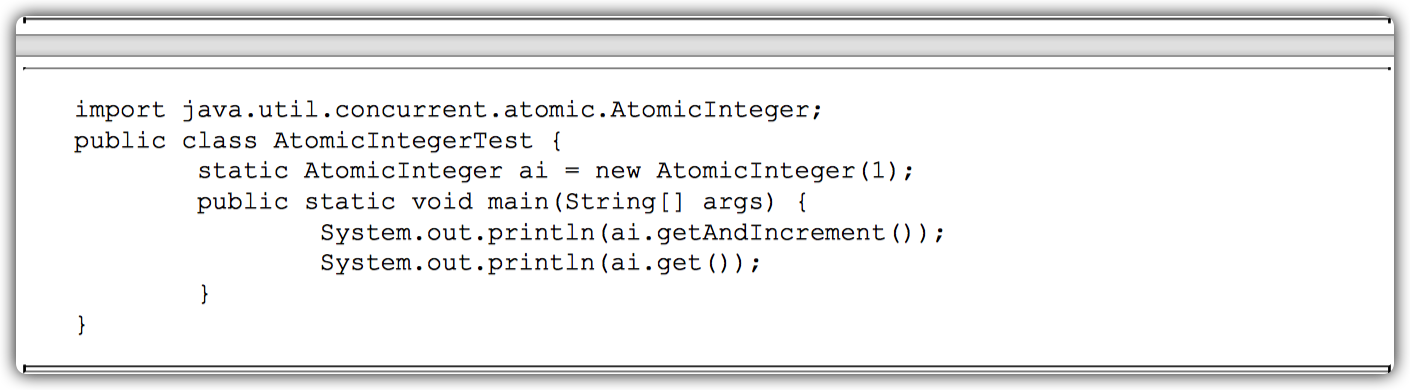 import java.util.concurrent.atomic.AtomicInteger;
public class AtomicIntegerTest {
        static AtomicInteger ai = new AtomicInteger(1);
        public static void main(String[] args) {
                System.out.println(ai.getAndIncrement());
                System.out.println(ai.get());
        }
}